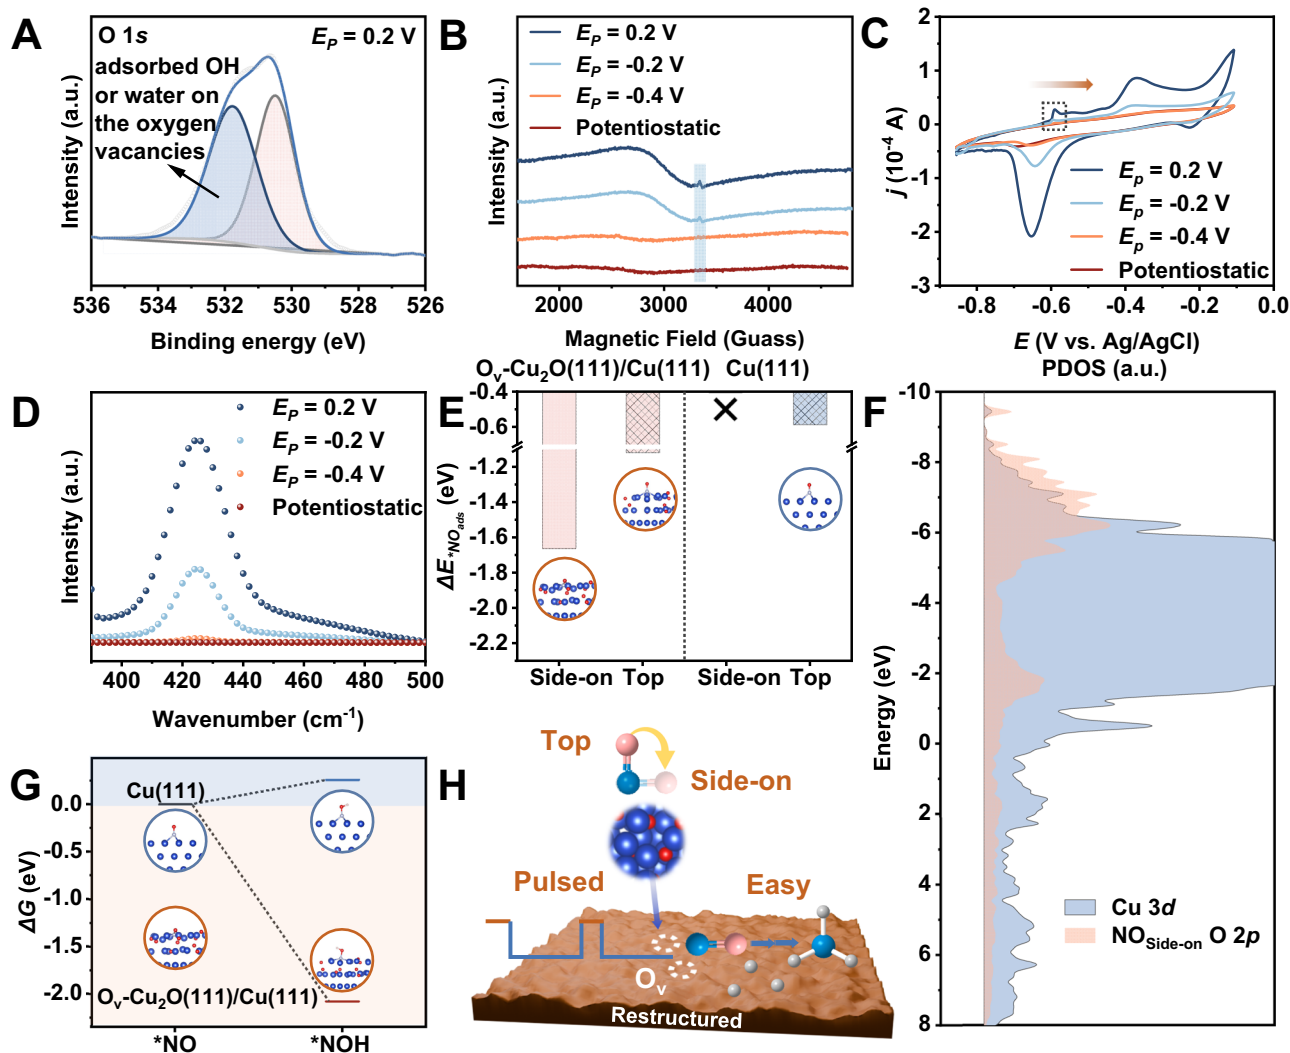 A
O 1s
E_P = 0.2 V
adsorbed OH
or water on
the oxygen
vacancies
Intensity (a.u.)
536 534 532 530 528 526
Binding energy (eV)
B
E_P = 0.2 V
E_P = -0.2 V
E_P = -0.4 V
Potentiostatic
Intensity (a.u.)
2000 3000 4000
Magnetic Field (Guass)
C
2
1
0
-1
-2
-3
j (10⁻⁴ A)
E_p = 0.2 V
E_p = -0.2 V
E_p = -0.4 V
Potentiostatic
-0.8 -0.6 -0.4 -0.2 0.0
E (V vs. Ag/AgCl)
D
E_P = 0.2 V
E_P = -0.2 V
E_P = -0.4 V
Potentiostatic
Intensity (a.u.)
400 420 440 460 480 500
Wavenumber (cm⁻¹)
E
Oᵥ-Cu₂O(111)/Cu(111) Cu(111)
-0.4
-0.6
-1.2
-1.4
-1.6
-1.8
-2.0
-2.2
ΔE_*NO_ads (eV)
Side-on Top Side-on Top
F
PDOS (a.u.)
-10
-8
-6
-4
-2
0
2
4
6
8
Energy (eV)
Cu 3d
NO_Side-on O 2p
G
0.0
-0.5
-1.0
-1.5
-2.0
ΔG (eV)
Cu(111)
Oᵥ-Cu₂O(111)/Cu(111)
*NO *NOH
H
Top
Side-on
Pulsed
Easy
Oᵥ
Restructured